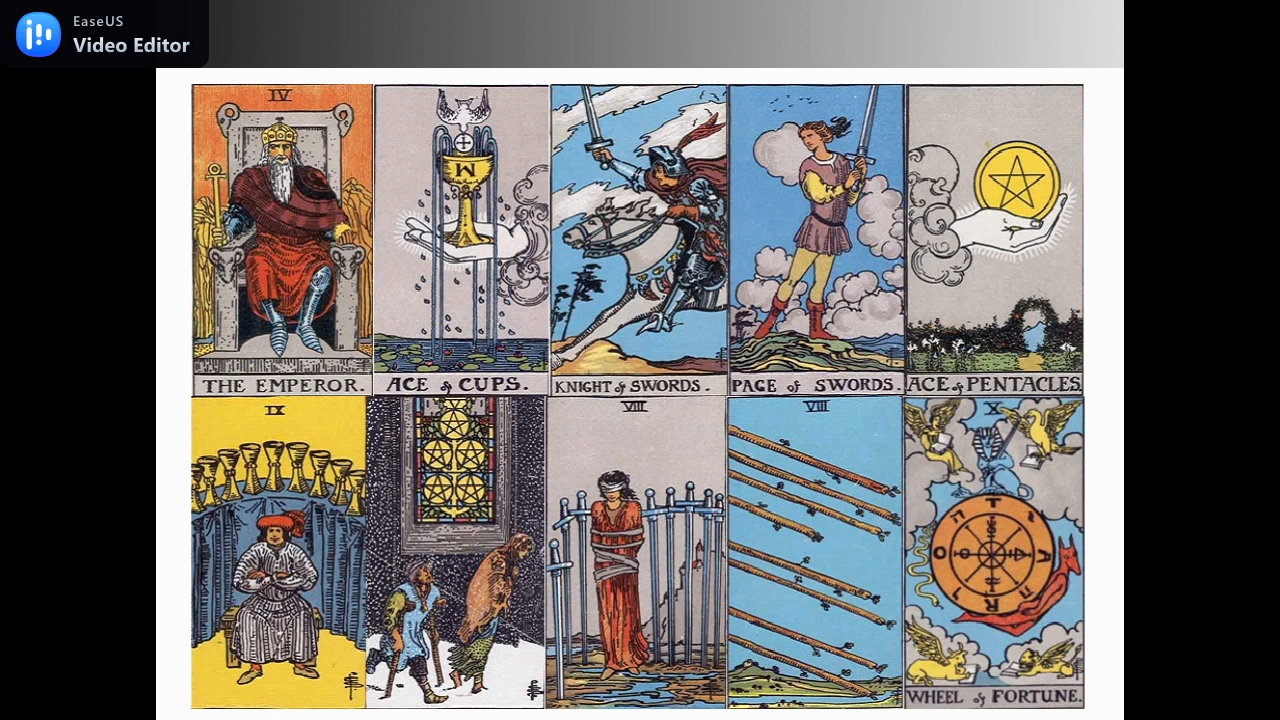 EaseUS
Video Editor
IV
THE EMPEROR.
ACE of CUPS.
KNIGHT of SWORDS.
PAGE of SWORDS.
ACE of PENTACLES
IX
VIII
VIII
X
WHEEL of FORTUNE.